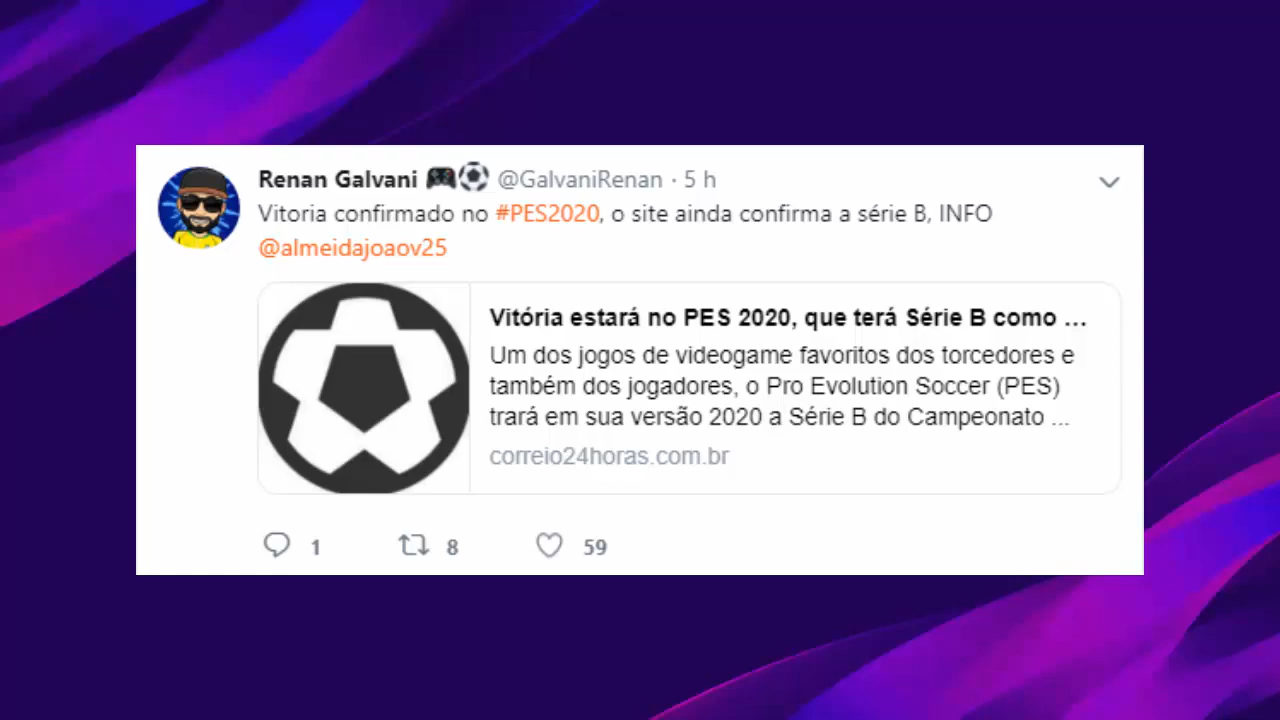 Renan Galvani 🎮⚽ @GalvaniRenan · 5 h
Vitoria confirmado no #PES2020, o site ainda confirma a série B, INFO
@almeidajoaov25
Vitória estará no PES 2020, que terá Série B como ...
Um dos jogos de videogame favoritos dos torcedores e
também dos jogadores, o Pro Evolution Soccer (PES)
trará em sua versão 2020 a Série B do Campeonato ...
correio24horas.com.br
1 8 59